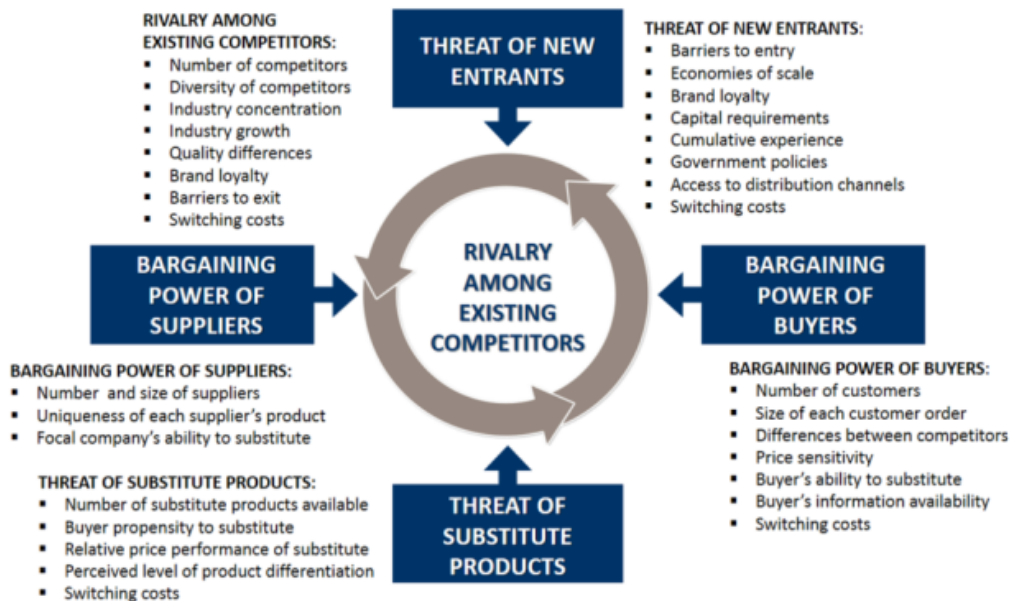 RIVALRY AMONG
EXISTING COMPETITORS:
▪ Number of competitors
▪ Diversity of competitors
▪ Industry concentration
▪ Industry growth
▪ Quality differences
▪ Brand loyalty
▪ Barriers to exit
▪ Switching costs
THREAT OF NEW
ENTRANTS
THREAT OF NEW ENTRANTS:
▪ Barriers to entry
▪ Economies of scale
▪ Brand loyalty
▪ Capital requirements
▪ Cumulative experience
▪ Government policies
▪ Access to distribution channels
▪ Switching costs
BARGAINING
POWER OF
SUPPLIERS
RIVALRY
AMONG
EXISTING
COMPETITORS
BARGAINING
POWER OF
BUYERS
BARGAINING POWER OF SUPPLIERS:
▪ Number and size of suppliers
▪ Uniqueness of each supplier's product
▪ Focal company's ability to substitute
BARGAINING POWER OF BUYERS:
▪ Number of customers
▪ Size of each customer order
▪ Differences between competitors
▪ Price sensitivity
▪ Buyer's ability to substitute
▪ Buyer's information availability
▪ Switching costs
THREAT OF SUBSTITUTE PRODUCTS:
▪ Number of substitute products available
▪ Buyer propensity to substitute
▪ Relative price performance of substitute
▪ Perceived level of product differentiation
▪ Switching costs
THREAT OF
SUBSTITUTE
PRODUCTS